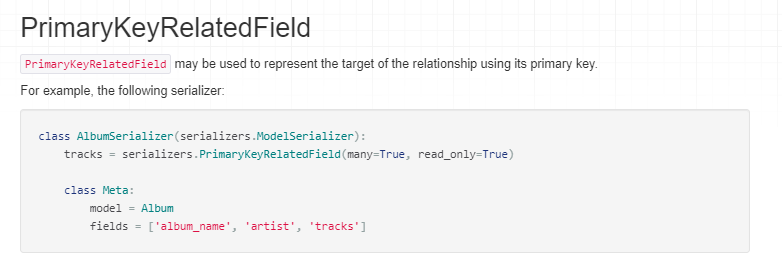 PrimaryKeyRelatedField
PrimaryKeyRelatedField may be used to represent the target of the relationship using its primary key.
For example, the following serializer:
class AlbumSerializer(serializers.ModelSerializer):
    tracks = serializers.PrimaryKeyRelatedField(many=True, read_only=True)
    class Meta:
        model = Album
        fields = ['album_name', 'artist', 'tracks']